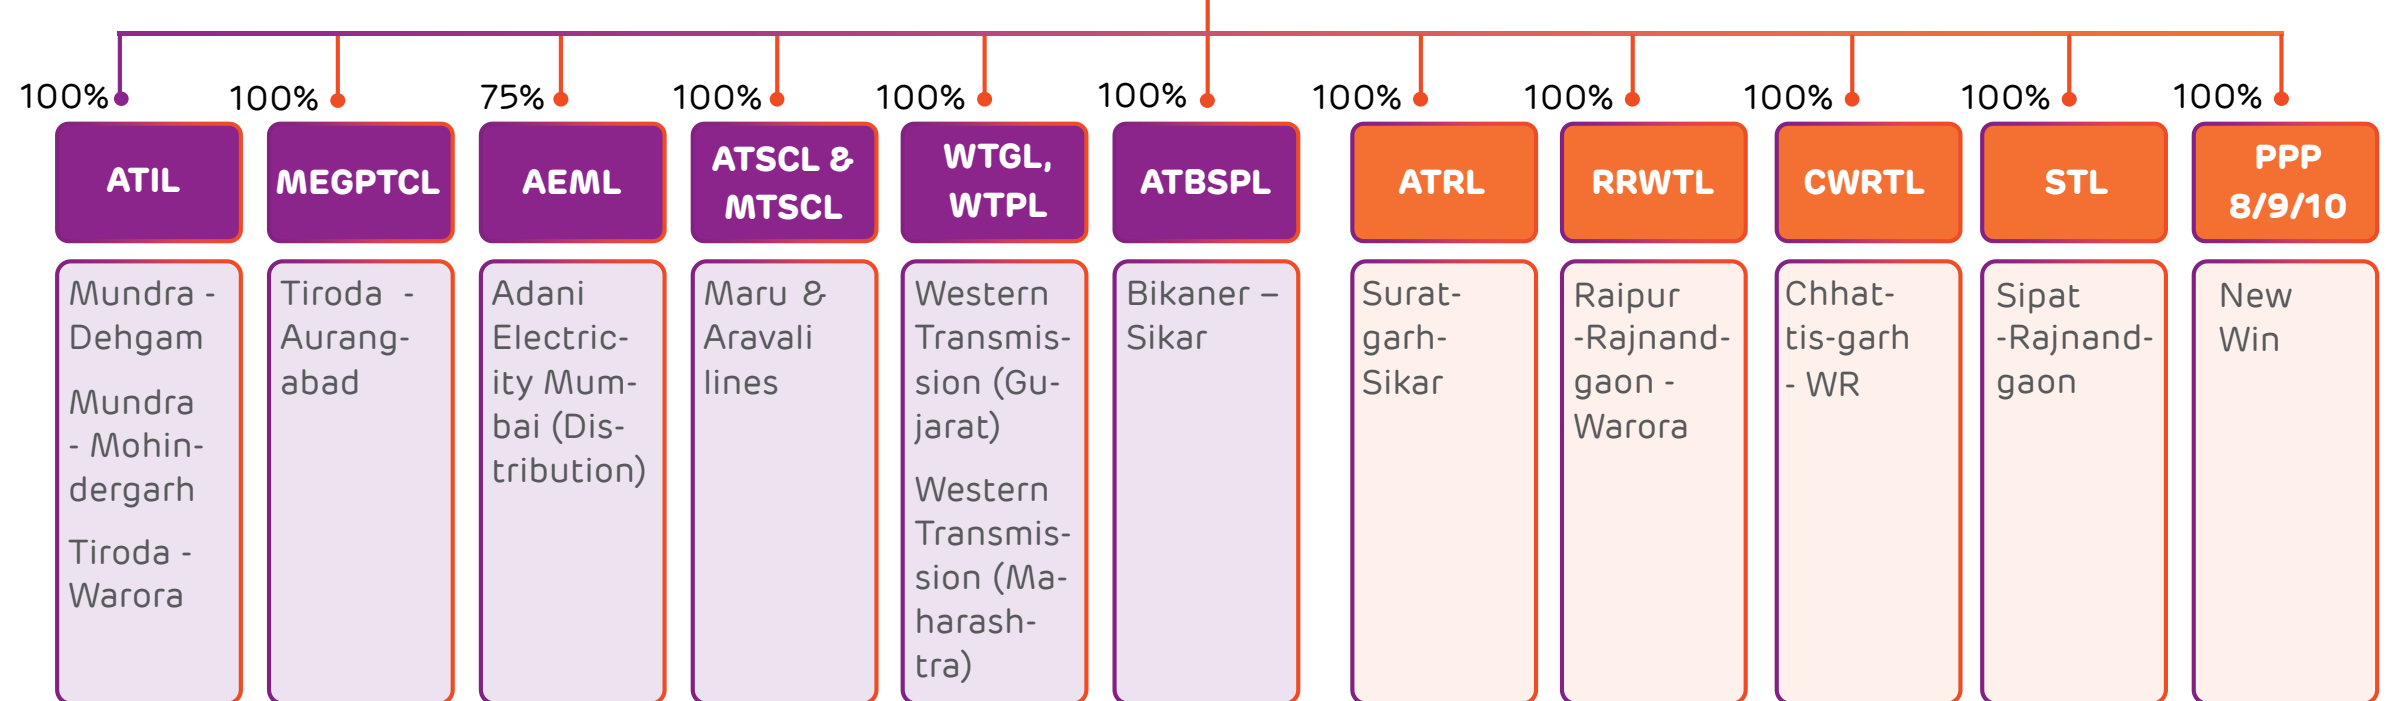 100%
100%
75%
100%
100%
100%
100%
100%
100%
100%
100%
ATIL
MEGPTCL
AEML
ATSCL &
MTSCL
WTGL,
WTPL
ATBSPL
ATRL
RRWTL
CWRTL
STL
PPP
8/9/10
Mundra -
Dehgam
Mundra
- Mohin-
dergarh
Tiroda -
Warora
Tiroda -
Aurang-
abad
Adani
Electric-
ity Mum-
bai (Dis-
tribution)
Maru &
Aravali
lines
Western
Transmis-
sion (Gu-
jarat)
Western
Transmis-
sion (Ma-
harash-
tra)
Bikaner –
Sikar
Surat-
garh-
Sikar
Raipur
-Rajnand-
gaon -
Warora
Chhat-
tis-garh
- WR
Sipat
-Rajnand-
gaon
New
Win